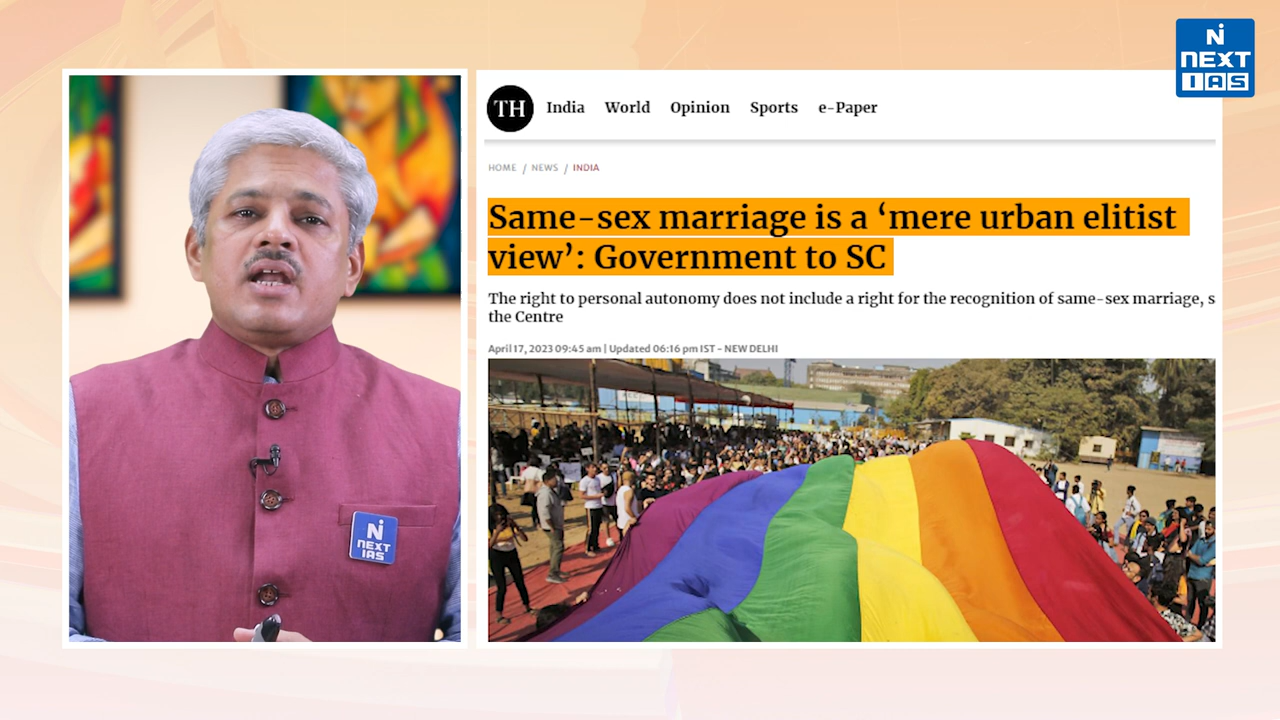 NEXT
IAS
TH India World Opinion Sports e-Paper
HOME / NEWS / INDIA
Same-sex marriage is a ‘mere urban elitist
view’: Government to SC
The right to personal autonomy does not include a right for the recognition of same-sex marriage, s
the Centre
April 17, 2023 09:45 am | Updated 06:16 pm IST - NEW DELHI
N
NEXT
IAS